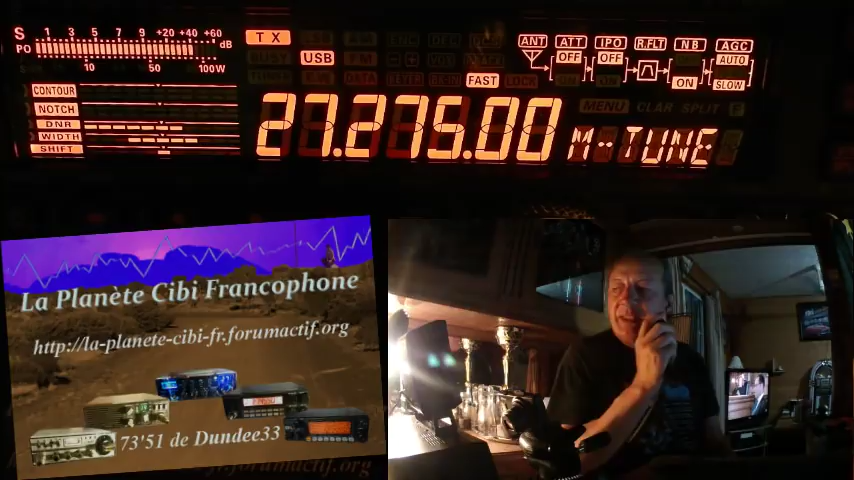 S 1 3 5 7 9 +20 +40 +60 dB
PO 10 50 100W
TX
USB
FAST
ANT ATT IPO R.FLT NB AGC
OFF OFF AUTO
ON SLOW
CONTOUR
NOTCH
DNR
WIDTH
SHIFT
MENU CLAR SPLIT
27.275.00 M-TUNE
La Planète Cibi Francophone
http://la-planete-cibi-fr.forumactif.org
73'51 de Dundee33
forumactif.org